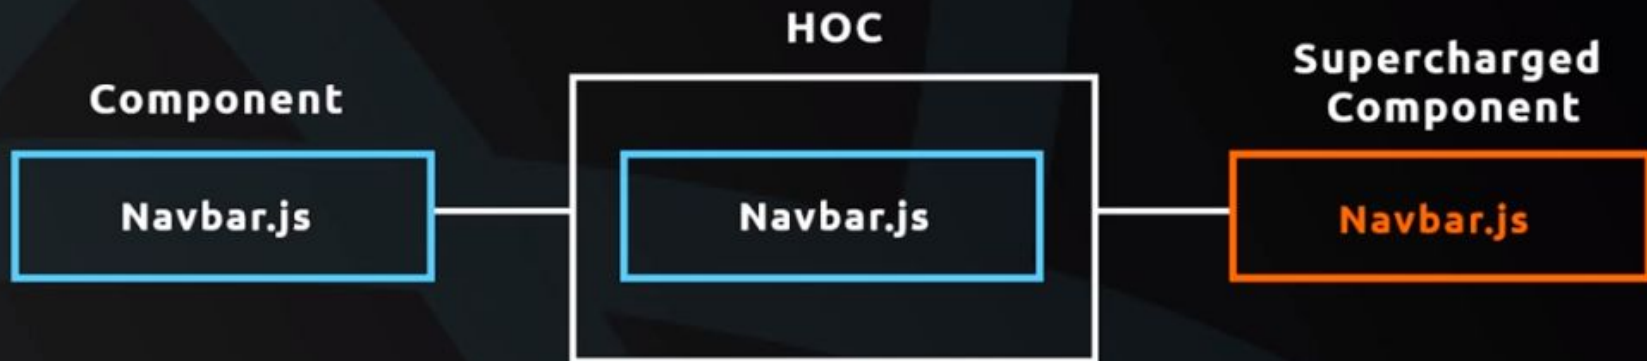 Component
Navbar.js
HOC
Navbar.js
Supercharged
Component
Navbar.js